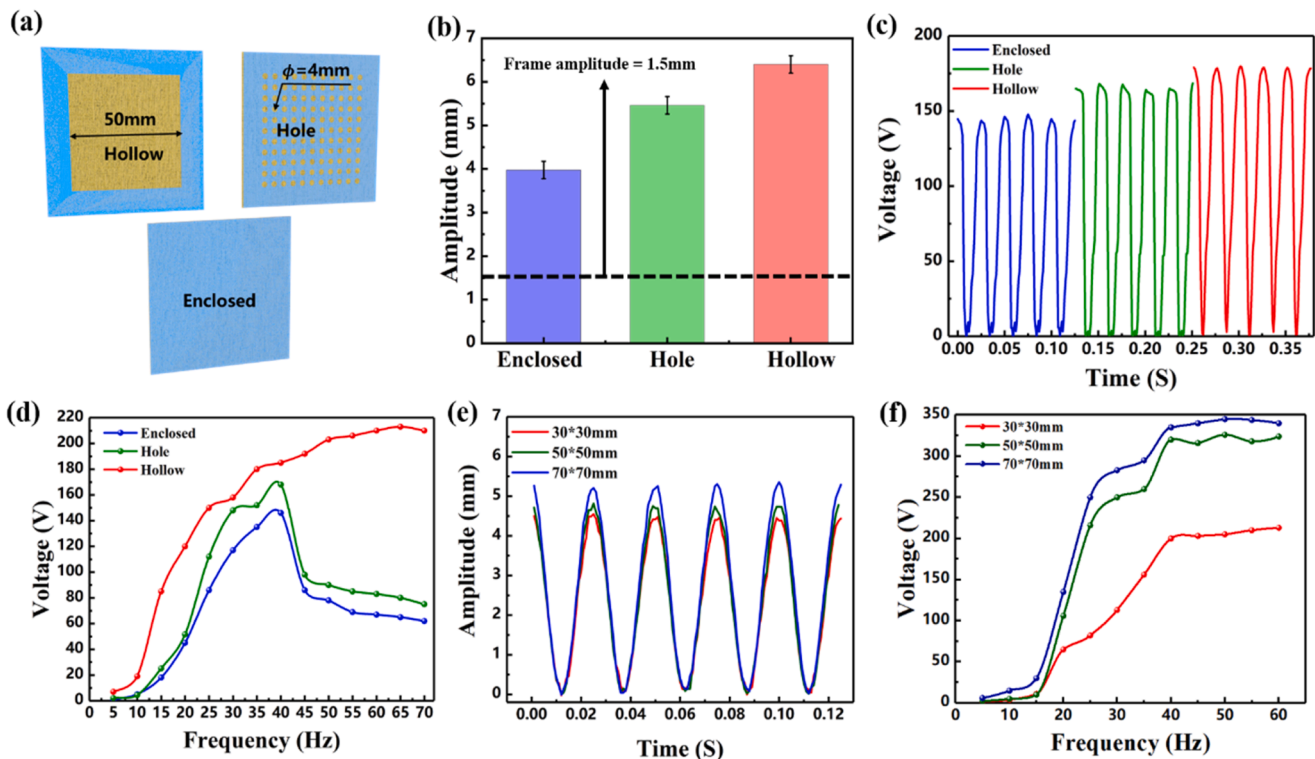 (a)
50mm
Hollow
ϕ=4mm
Hole
Enclosed
(b)
7
6
5
4
3
2
1
0
Amplitude (mm)
Frame amplitude = 1.5mm
Enclosed
Hole
Hollow
(c)
200
150
100
50
0
Voltage (V)
Enclosed
Hole
Hollow
0.00 0.05 0.10 0.15 0.20 0.25 0.30 0.35
Time (S)
(d)
220
200
180
160
140
120
100
80
60
40
20
0
Voltage (V)
Enclosed
Hole
Hollow
0 5 10 15 20 25 30 35 40 45 50 55 60 65 70
Frequency (Hz)
(e)
7
6
5
4
3
2
1
0
Amplitude (mm)
30*30mm
50*50mm
70*70mm
0.00 0.02 0.04 0.06 0.08 0.10 0.12
Time (S)
(f)
350
300
250
200
150
100
50
0
Voltage (V)
30*30mm
50*50mm
70*70mm
0 10 20 30 40 50 60
Frequency (Hz)